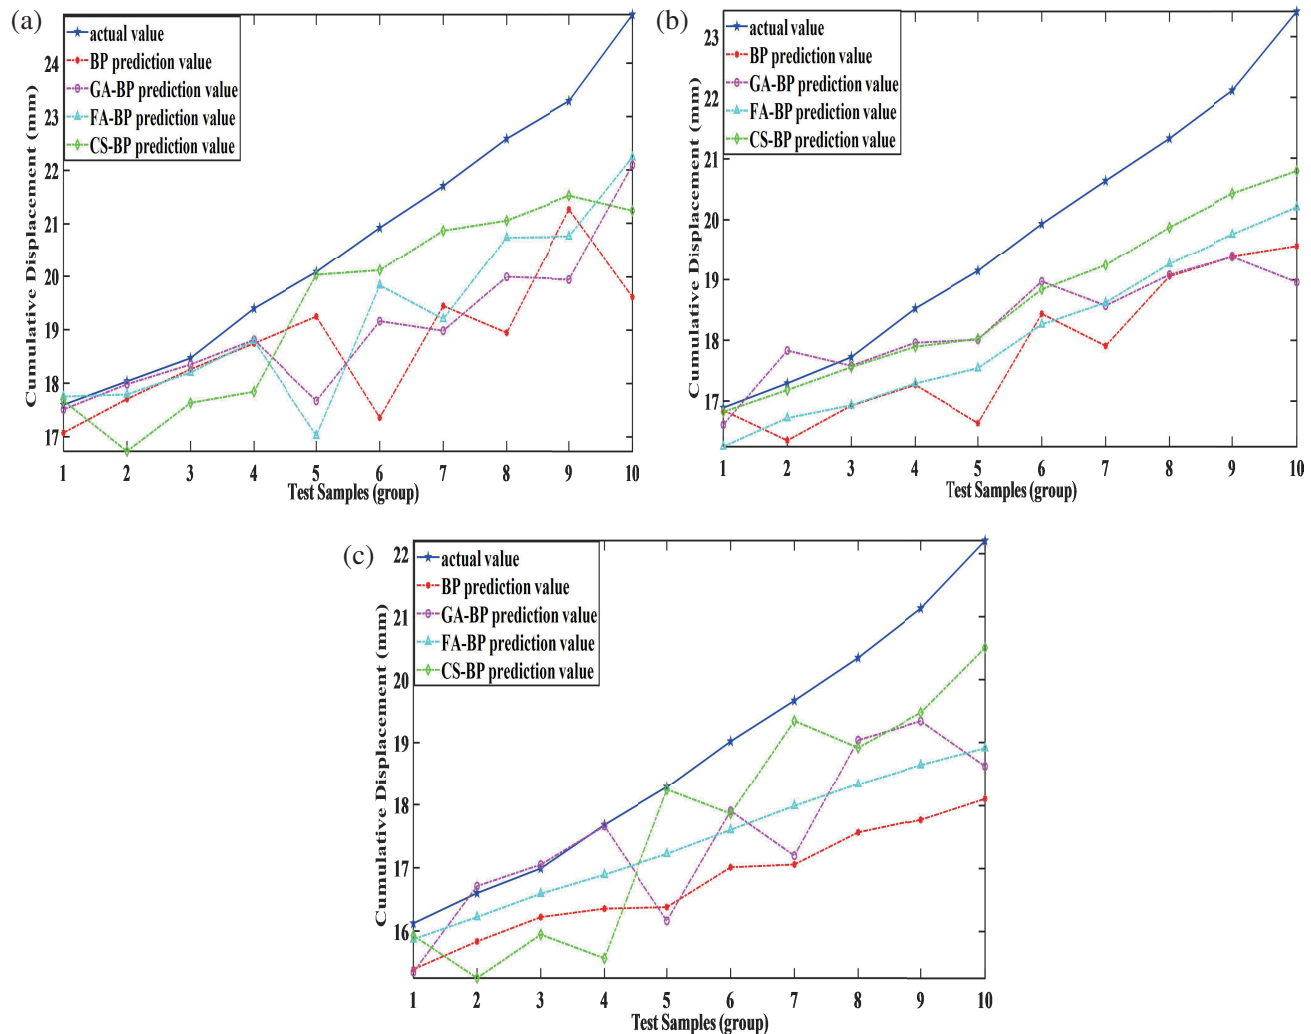 (a)
actual value
BP prediction value
GA-BP prediction value
FA-BP prediction value
CS-BP prediction value
Cumulative Displacement (mm)
24
23
22
21
20
19
18
17
1 2 3 4 5 6 7 8 9 10
Test Samples (group)
(b)
actual value
BP prediction value
GA-BP prediction value
FA-BP prediction value
CS-BP prediction value
Cumulative Displacement (mm)
23
22
21
20
19
18
17
1 2 3 4 5 6 7 8 9 10
Test Samples (group)
(c)
actual value
BP prediction value
GA-BP prediction value
FA-BP prediction value
CS-BP prediction value
Cumulative Displacement (mm)
22
21
20
19
18
17
16
1 2 3 4 5 6 7 8 9 10
Test Samples (group)